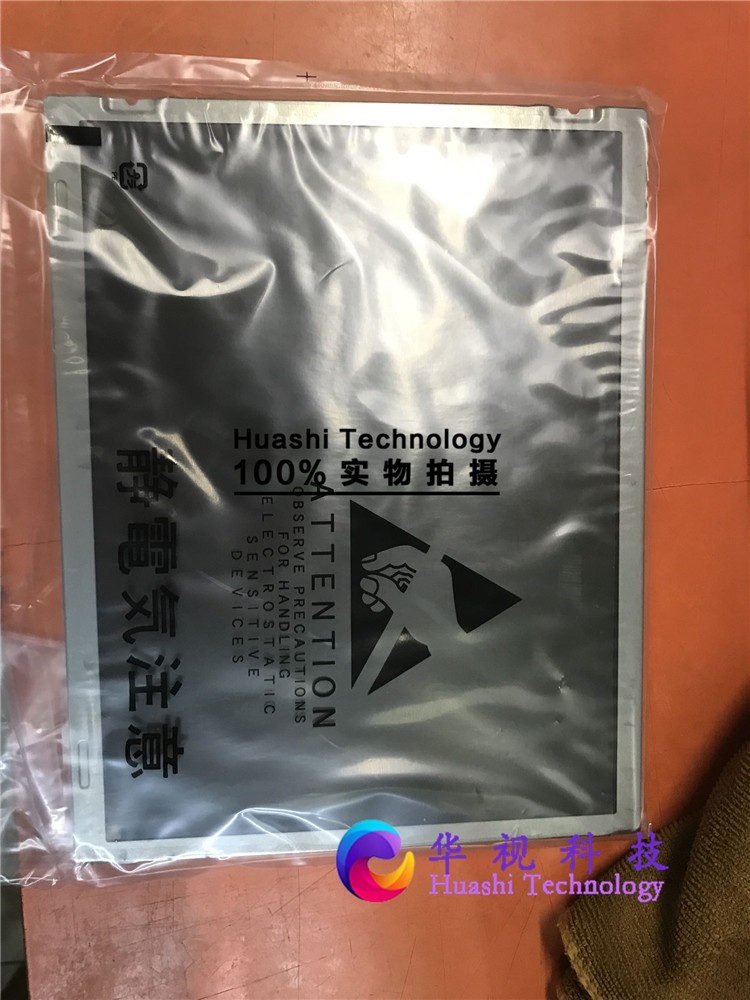 Huashi Technology
100% 实物拍摄
ATTENTION
OBSERVE PRECAUTIONS
FOR HANDLING
ELECTROSTATIC
SENSITIVE
DEVICES
静電気注意
华视科技
Huashi Technology